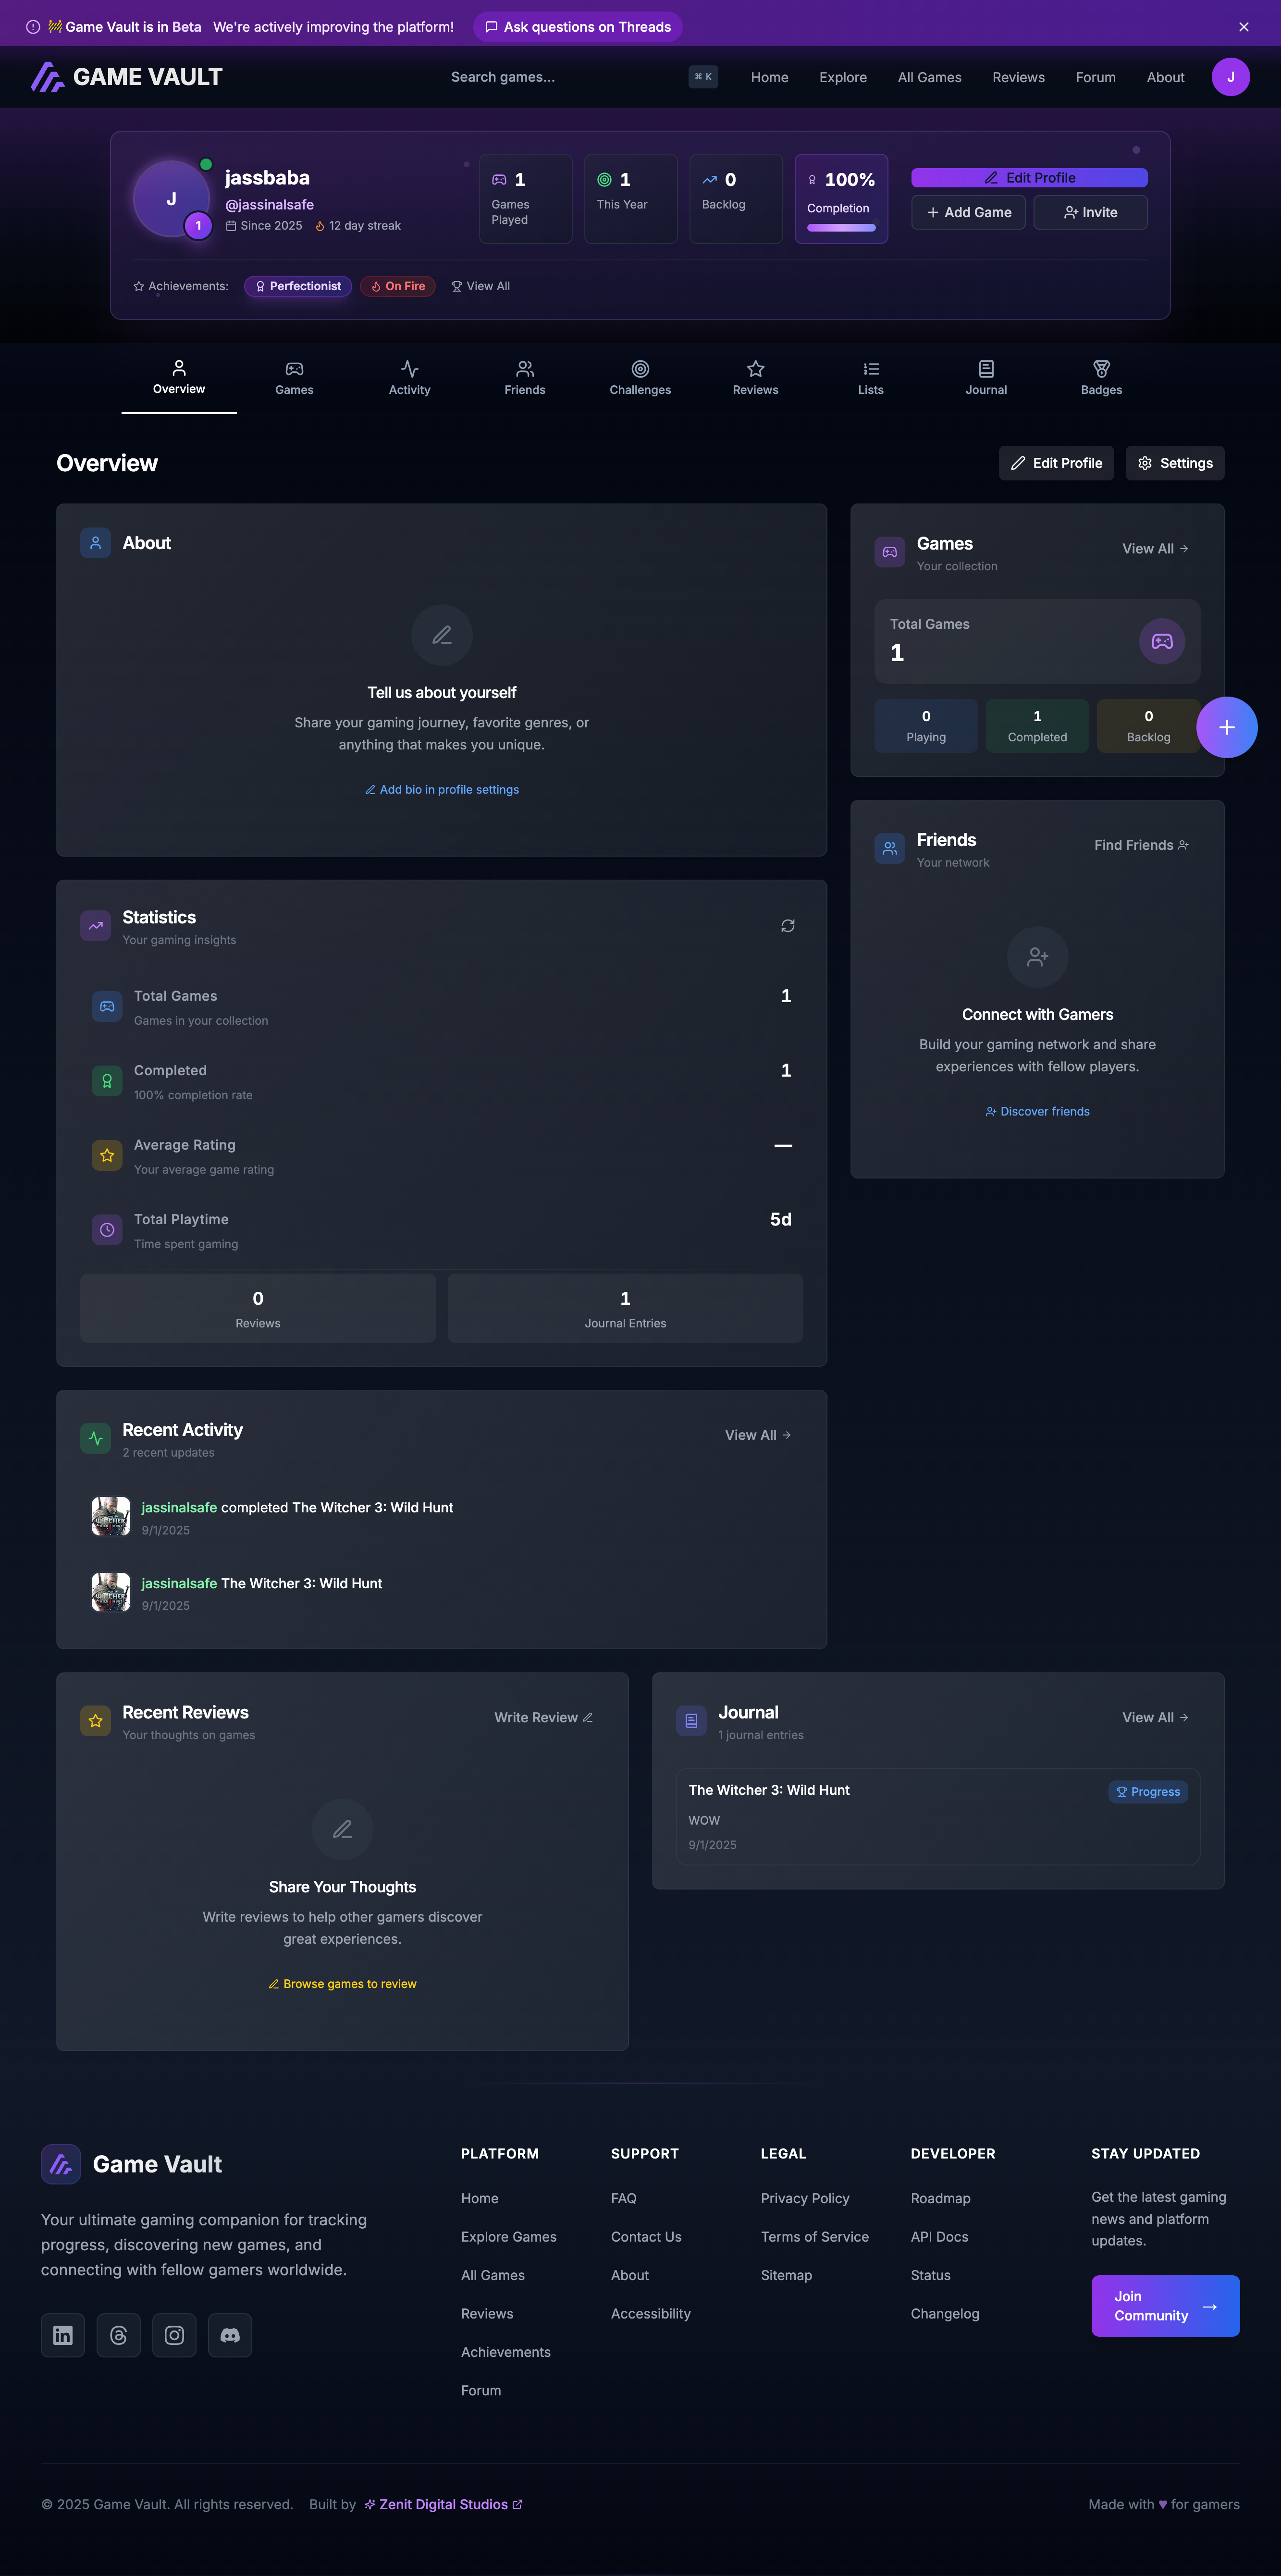 🚧 Game Vault is in Beta We're actively improving the platform! Ask questions on Threads
GAME VAULT Search games... ⌘ K Home Explore All Games Reviews Forum About J
J
1
jassbaba
@jassinalsafe
Since 2025 12 day streak
1
Games
Played
1
This Year
0
Backlog
100%
Completion
Edit Profile
Add Game Invite
Achievements: Perfectionist On Fire View All
Overview Games Activity Friends Challenges Reviews Lists Journal Badges
Overview Edit Profile Settings
About
Tell us about yourself
Share your gaming journey, favorite genres, or
anything that makes you unique.
Add bio in profile settings
Games View All →
Your collection
Total Games
1
0 1 0
Playing Completed Backlog
+
Friends Find Friends
Your network
Connect with Gamers
Build your gaming network and share
experiences with fellow players.
Discover friends
Statistics
Your gaming insights
Total Games 1
Games in your collection
Completed 1
100% completion rate
Average Rating —
Your average game rating
Total Playtime 5d
Time spent gaming
0 1
Reviews Journal Entries
Recent Activity View All →
2 recent updates
jassinalsafe completed The Witcher 3: Wild Hunt
9/1/2025
jassinalsafe The Witcher 3: Wild Hunt
9/1/2025
Recent Reviews Write Review
Your thoughts on games
Share Your Thoughts
Write reviews to help other gamers discover
great experiences.
Browse games to review
Journal View All →
1 journal entries
The Witcher 3: Wild Hunt Progress
WOW
9/1/2025
Game Vault
Your ultimate gaming companion for tracking
progress, discovering new games, and
connecting with fellow gamers worldwide.
PLATFORM
Home
Explore Games
All Games
Reviews
Achievements
Forum
SUPPORT
FAQ
Contact Us
About
Accessibility
LEGAL
Privacy Policy
Terms of Service
Sitemap
DEVELOPER
Roadmap
API Docs
Status
Changelog
STAY UPDATED
Get the latest gaming
news and platform
updates.
Join
Community →
© 2025 Game Vault. All rights reserved. Built by Zenit Digital Studios
Made with ♥ for gamers